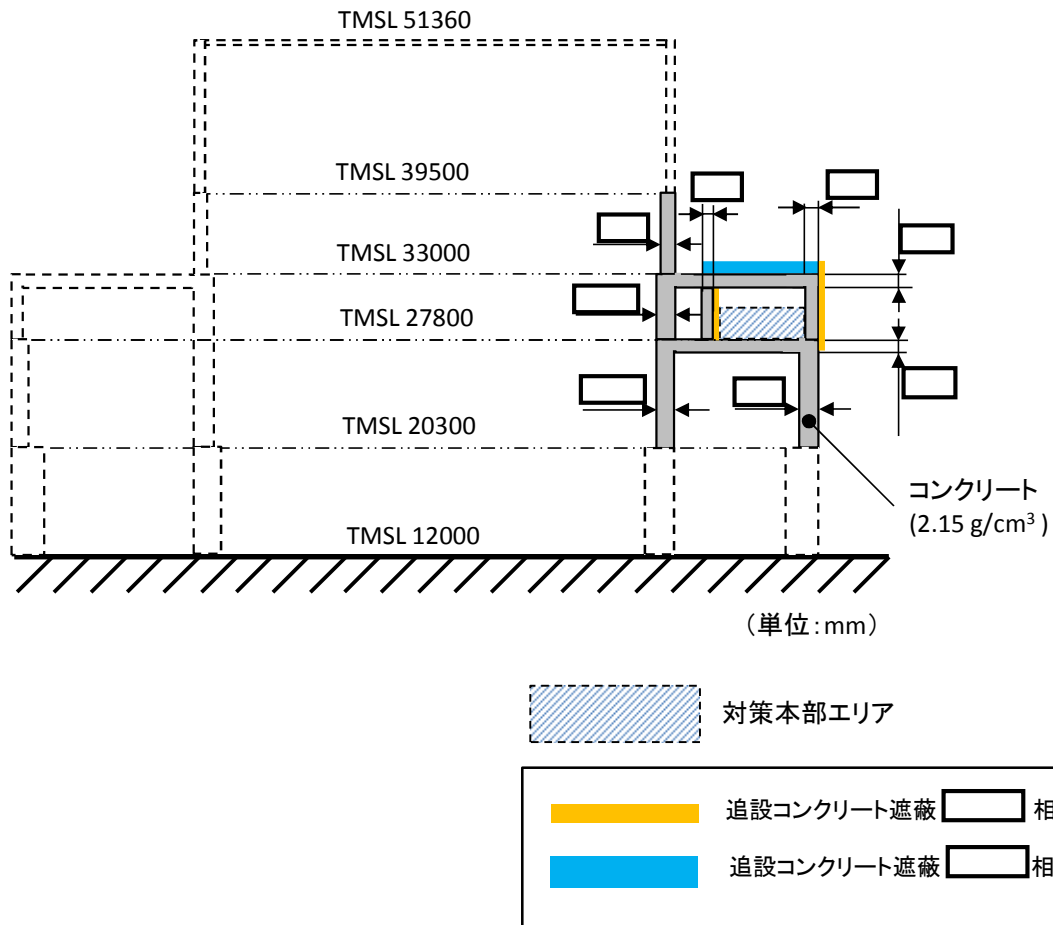 TMSL 51360
TMSL 39500
TMSL 33000
TMSL 27800
TMSL 20300
コンクリート
(2.15 g/cm³ )
TMSL 12000
（単位：mm）
対策本部エリア
追設コンクリート遮蔽 相
追設コンクリート遮蔽 相